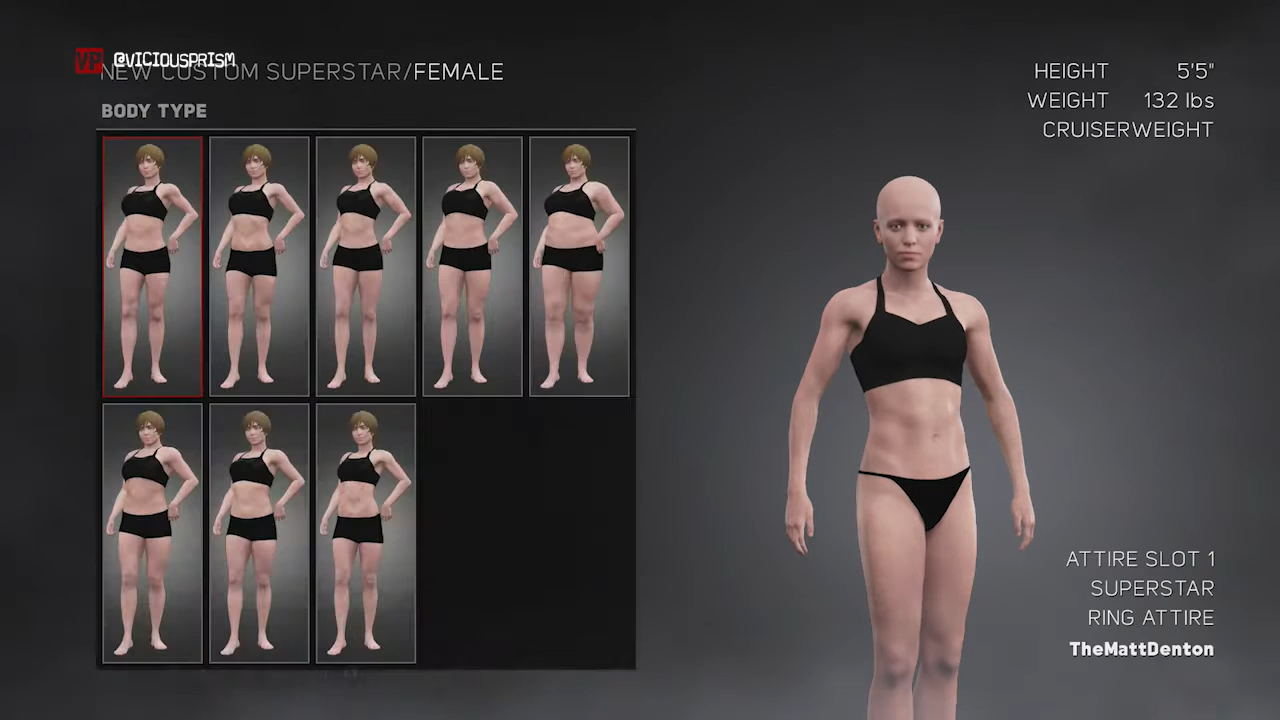 VP @VICIOUSPRISM
NEW CUSTOM SUPERSTAR/FEMALE
BODY TYPE
HEIGHT 5'5"
WEIGHT 132 lbs
CRUISERWEIGHT
ATTIRE SLOT 1
SUPERSTAR
RING ATTIRE
TheMattDenton